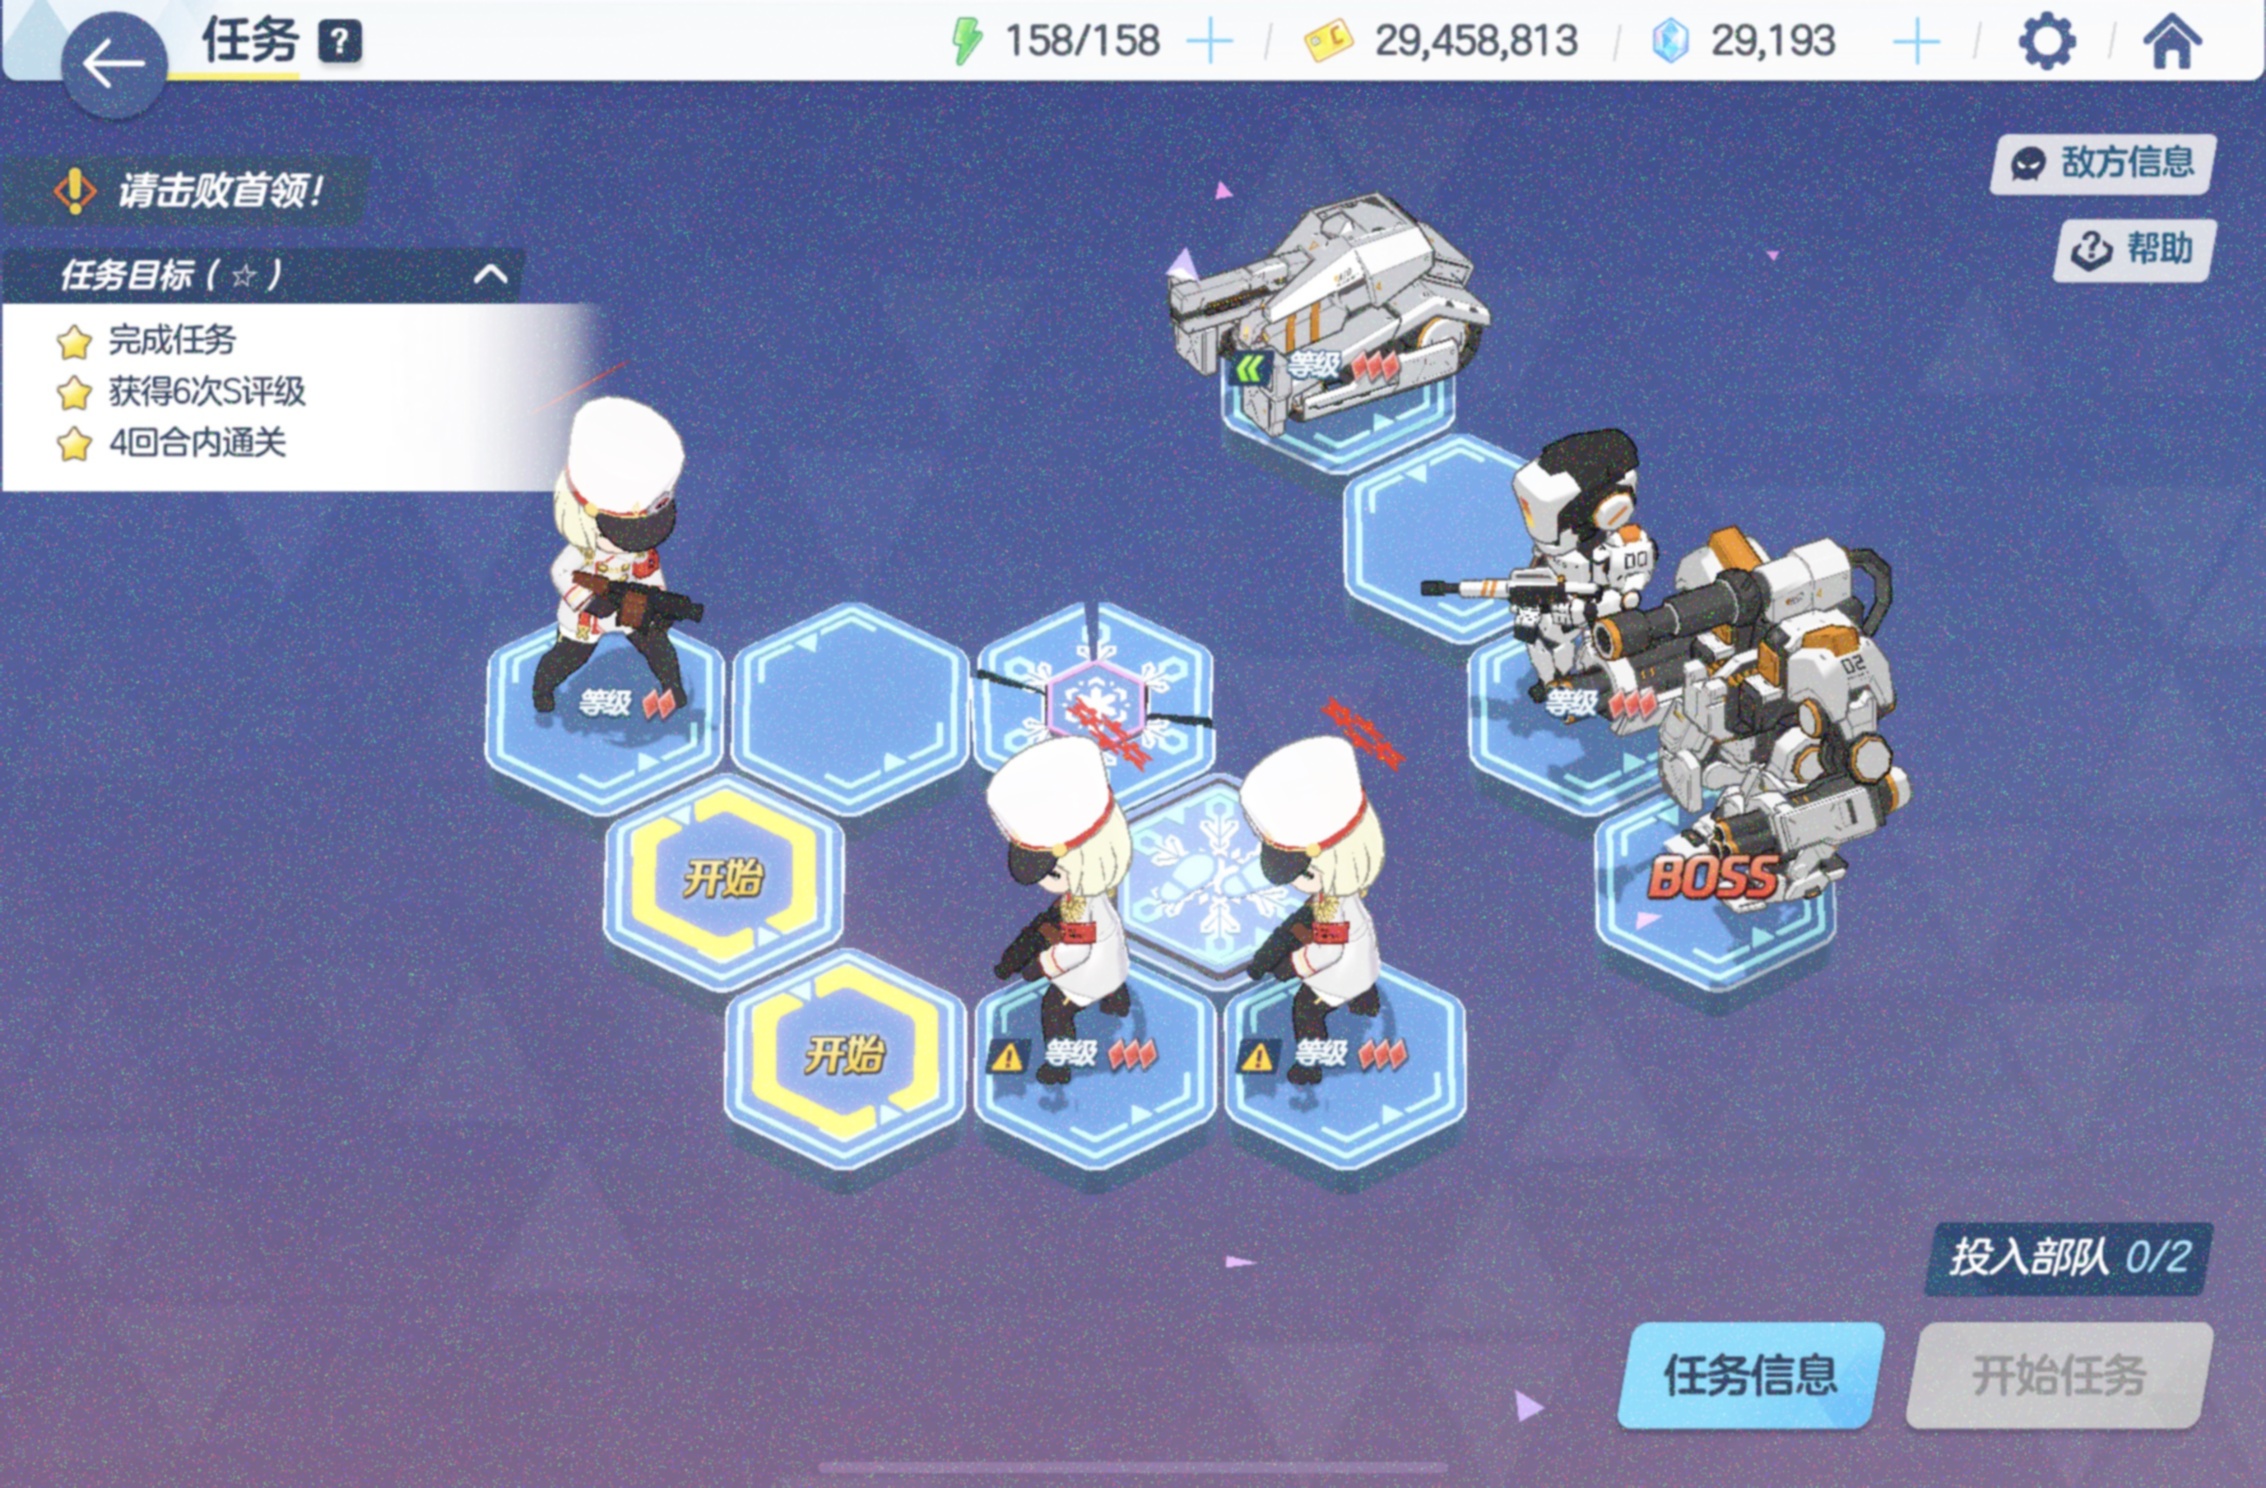 任务 ?
158/158
29,458,813
29,193
敌方信息
请击败首领!
帮助
任务目标(☆)
完成任务
获得6次S评级
4回合内通关
等级
00
02
等级
等级
BOSS
开始
开始
等级
等级
投入部队 0/2
任务信息
开始任务